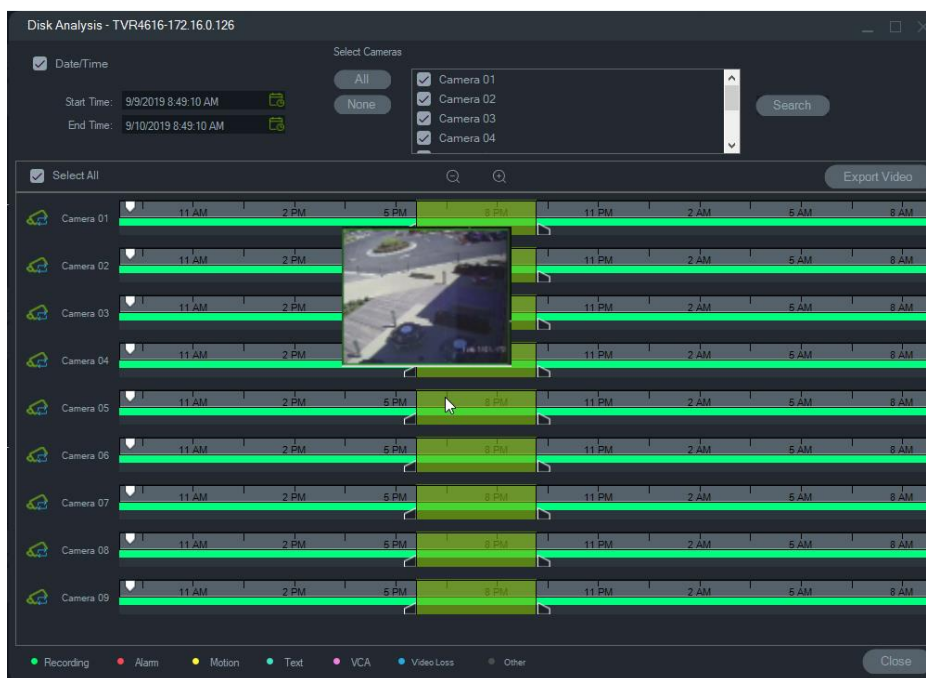 Disk Analysis - TVR4616-172.16.0.126
Date/Time
Start Time: 9/9/2019 8:49:10 AM
End Time: 9/10/2019 8:49:10 AM
Select Cameras
All
None
Camera 01
Camera 02
Camera 03
Camera 04
Search
Select All
Export Video
Camera 01 11 AM 2 PM 5 PM 8 PM 11 PM 2 AM 5 AM 8 AM
Camera 02 11 AM 2 PM 11 PM 2 AM 5 AM 8 AM
Camera 03 11 AM 2 PM 11 PM 2 AM 5 AM 8 AM
Camera 04 11 AM 2 PM 11 PM 2 AM 5 AM 8 AM
Camera 05 11 AM 2 PM 5 PM 8 PM 11 PM 2 AM 5 AM 8 AM
Camera 06 11 AM 2 PM 5 PM 8 PM 11 PM 2 AM 5 AM 8 AM
Camera 07 11 AM 2 PM 5 PM 8 PM 11 PM 2 AM 5 AM 8 AM
Camera 08 11 AM 2 PM 5 PM 8 PM 11 PM 2 AM 5 AM 8 AM
Camera 09 11 AM 2 PM 5 PM 8 PM 11 PM 2 AM 5 AM 8 AM
Recording Alarm Motion Text VCA Video Loss Other
Close